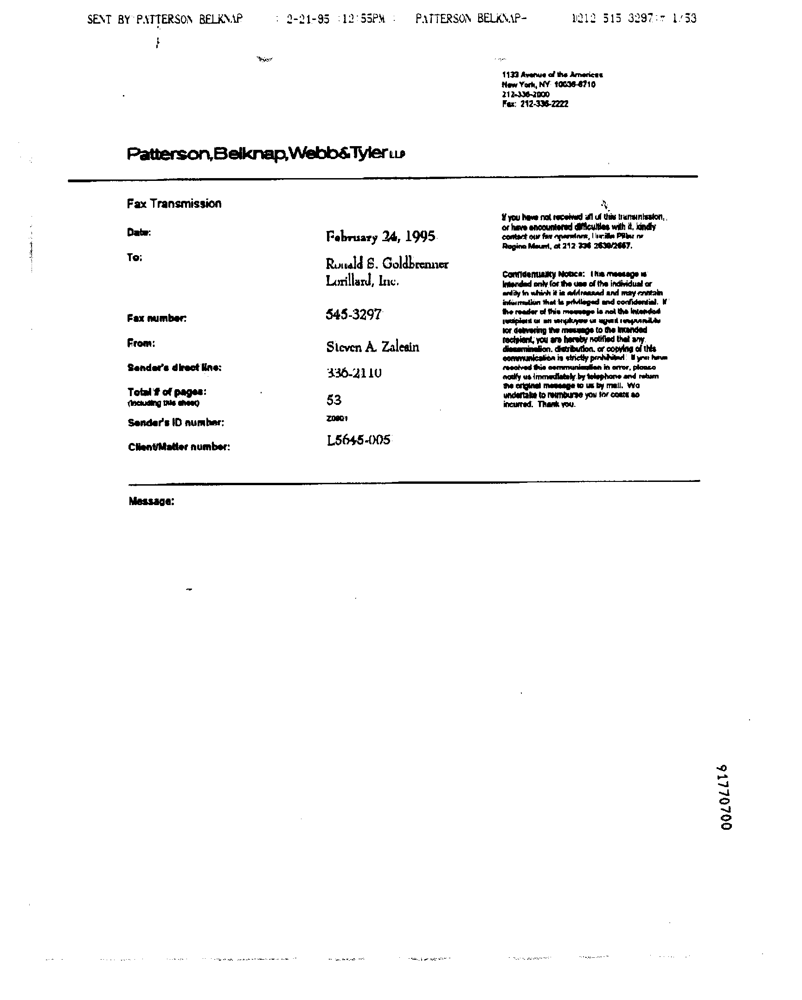 SENT BY PATTERSON BELKNAP : 2-21-95 :12:55PM : PATTERSON BELKNAP- 1/53
1133 Avenue of the Americas
New York, NY 10036-6710
212-336-2000
Fax: 212-336-2222
Patterson,Belknap,Webb&Tyler LLP
Fax Transmission
Date: February 24, 1995
To: Ronald S. Goldbrenner
Lorillard, Inc.
Fax number: 545-3297
From: Steven A. Zalesin
Sender's direct line: 336-2110
Total # of pages: 53
(including this sheet)
Sender's ID number: Z0801
Client/Matter number: L5645-005
If you have not received all of this transmission,
or have encountered difficulties with it, kindly
contact our fax operators, or
Regina Mount, at 212 336 2630/2667.
Confidentiality Notice: This message is
intended only for the use of the individual or
entity to which it is addressed and may contain
information that is privileged and confidential. If
the reader of this message is not the intended
recipient or an employee or agent responsible
for delivering the message to the intended
recipient, you are hereby notified that any
dissemination, distribution, or copying of this
communication is strictly prohibited. If you have
received this communication in error, please
notify us immediately by telephone and return
the original message to us by mail. We
undertake to reimburse you for costs so
incurred. Thank you.
Message:
91770700